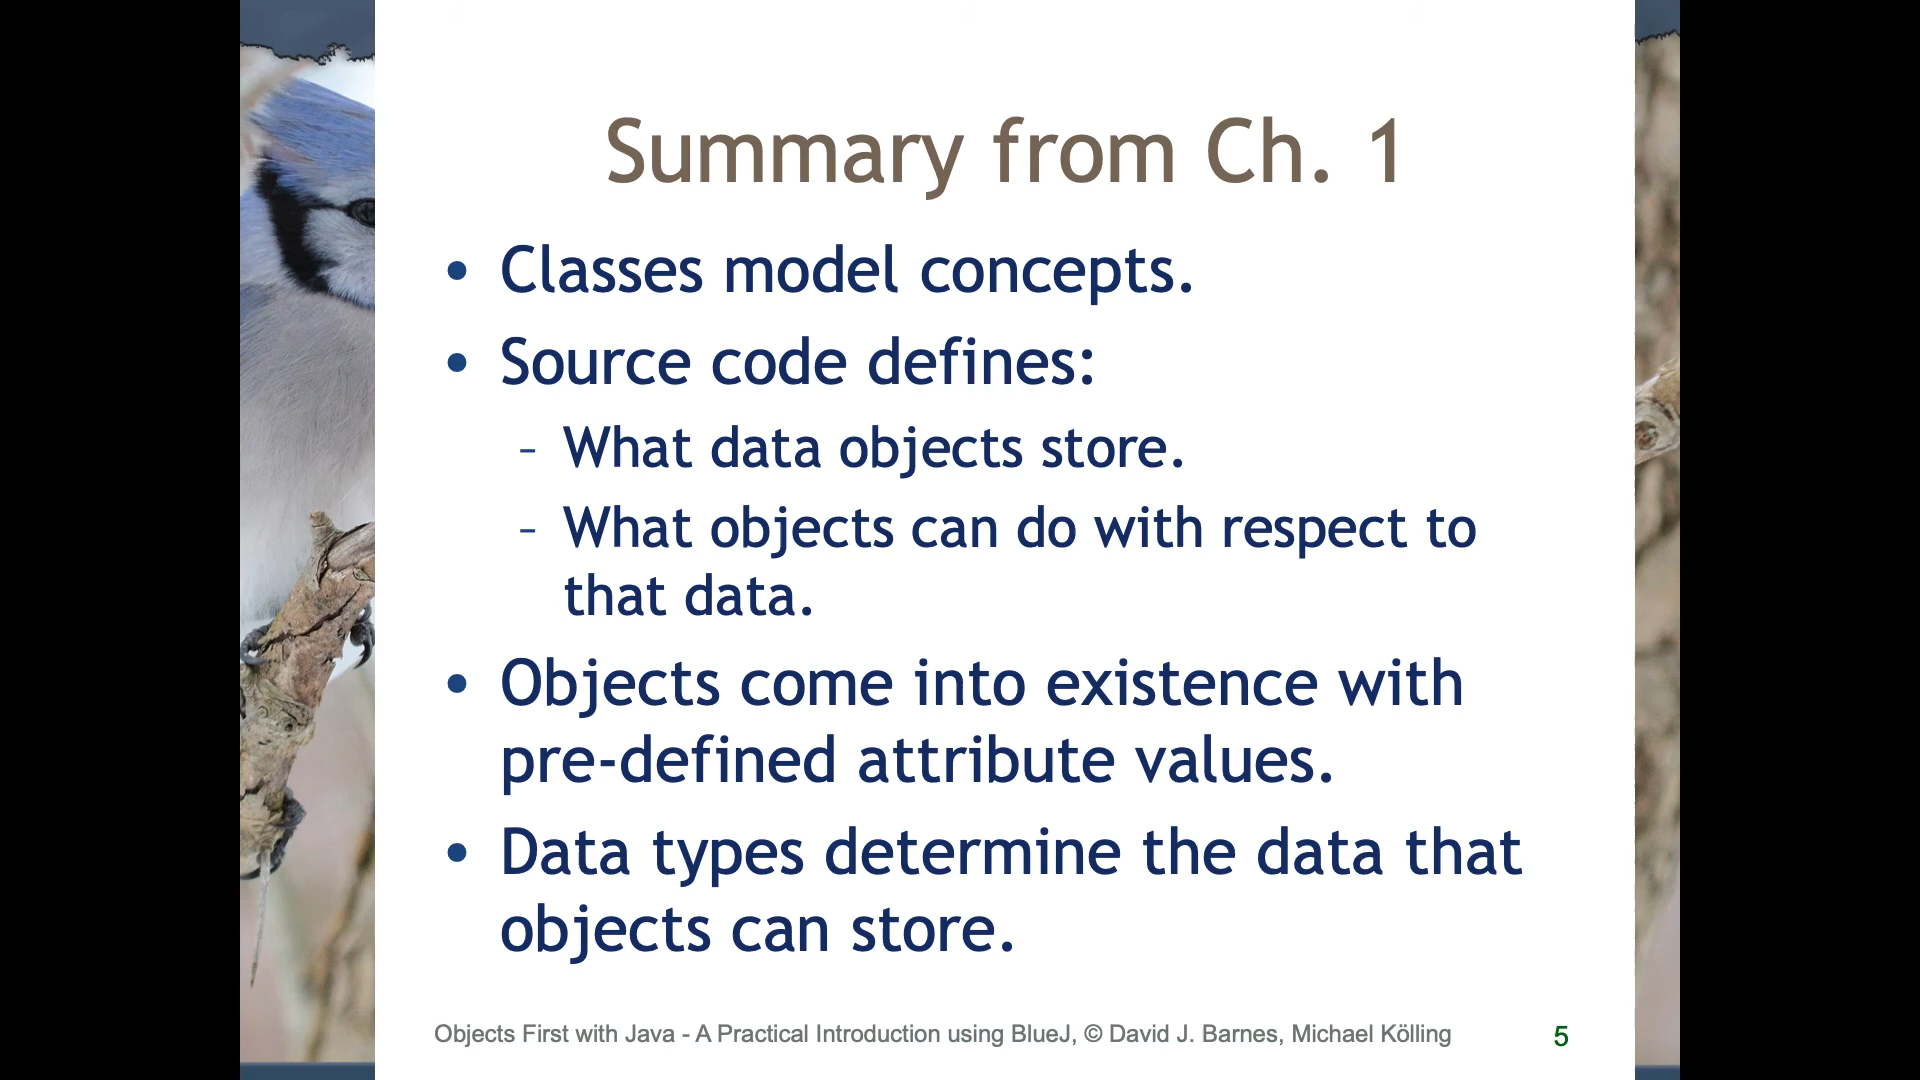 Summary from Ch. 1
• Classes model concepts.
• Source code defines:
– What data objects store.
– What objects can do with respect to
that data.
• Objects come into existence with
pre-defined attribute values.
• Data types determine the data that
objects can store.
Objects First with Java - A Practical Introduction using BlueJ, © David J. Barnes, Michael Kölling
5